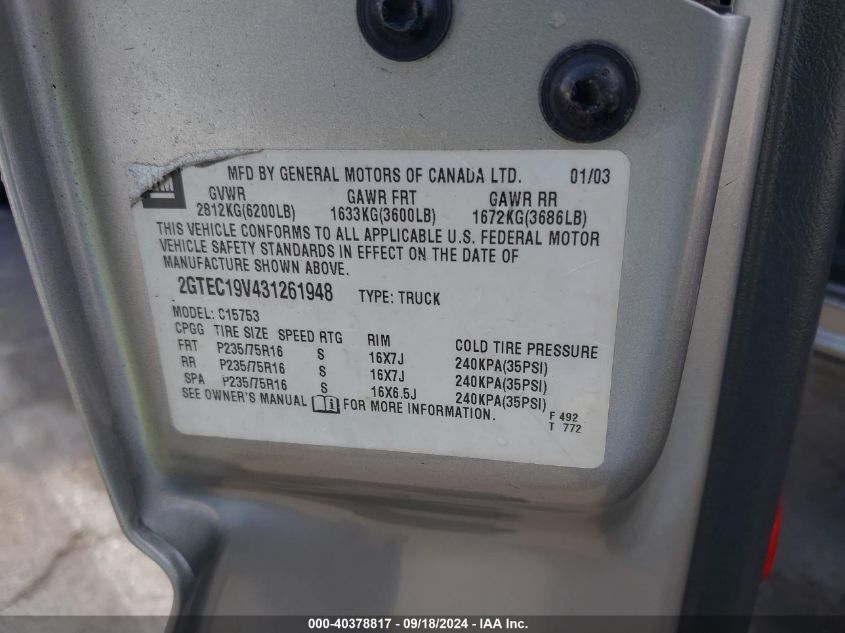 MFD BY GENERAL MOTORS OF CANADA LTD. 01/03
GM
GVWR GAWR FRT GAWR RR
2812KG(6200LB) 1633KG(3600LB) 1672KG(3686LB)
THIS VEHICLE CONFORMS TO ALL APPLICABLE U.S. FEDERAL MOTOR
VEHICLE SAFETY STANDARDS IN EFFECT ON THE DATE OF
MANUFACTURE SHOWN ABOVE.
2GTEC19V431261948 TYPE: TRUCK
MODEL: C15753
CPGG TIRE SIZE SPEED RTG RIM COLD TIRE PRESSURE
FRT P235/75R16 S 16X7J 240KPA(35PSI)
RR P235/75R16 S 16X7J 240KPA(35PSI)
SPA P235/75R16 S 16X6.5J 240KPA(35PSI)
SEE OWNER'S MANUAL FOR MORE INFORMATION.
F 492
T 772
000-40378817 - 09/18/2024 - IAA Inc.